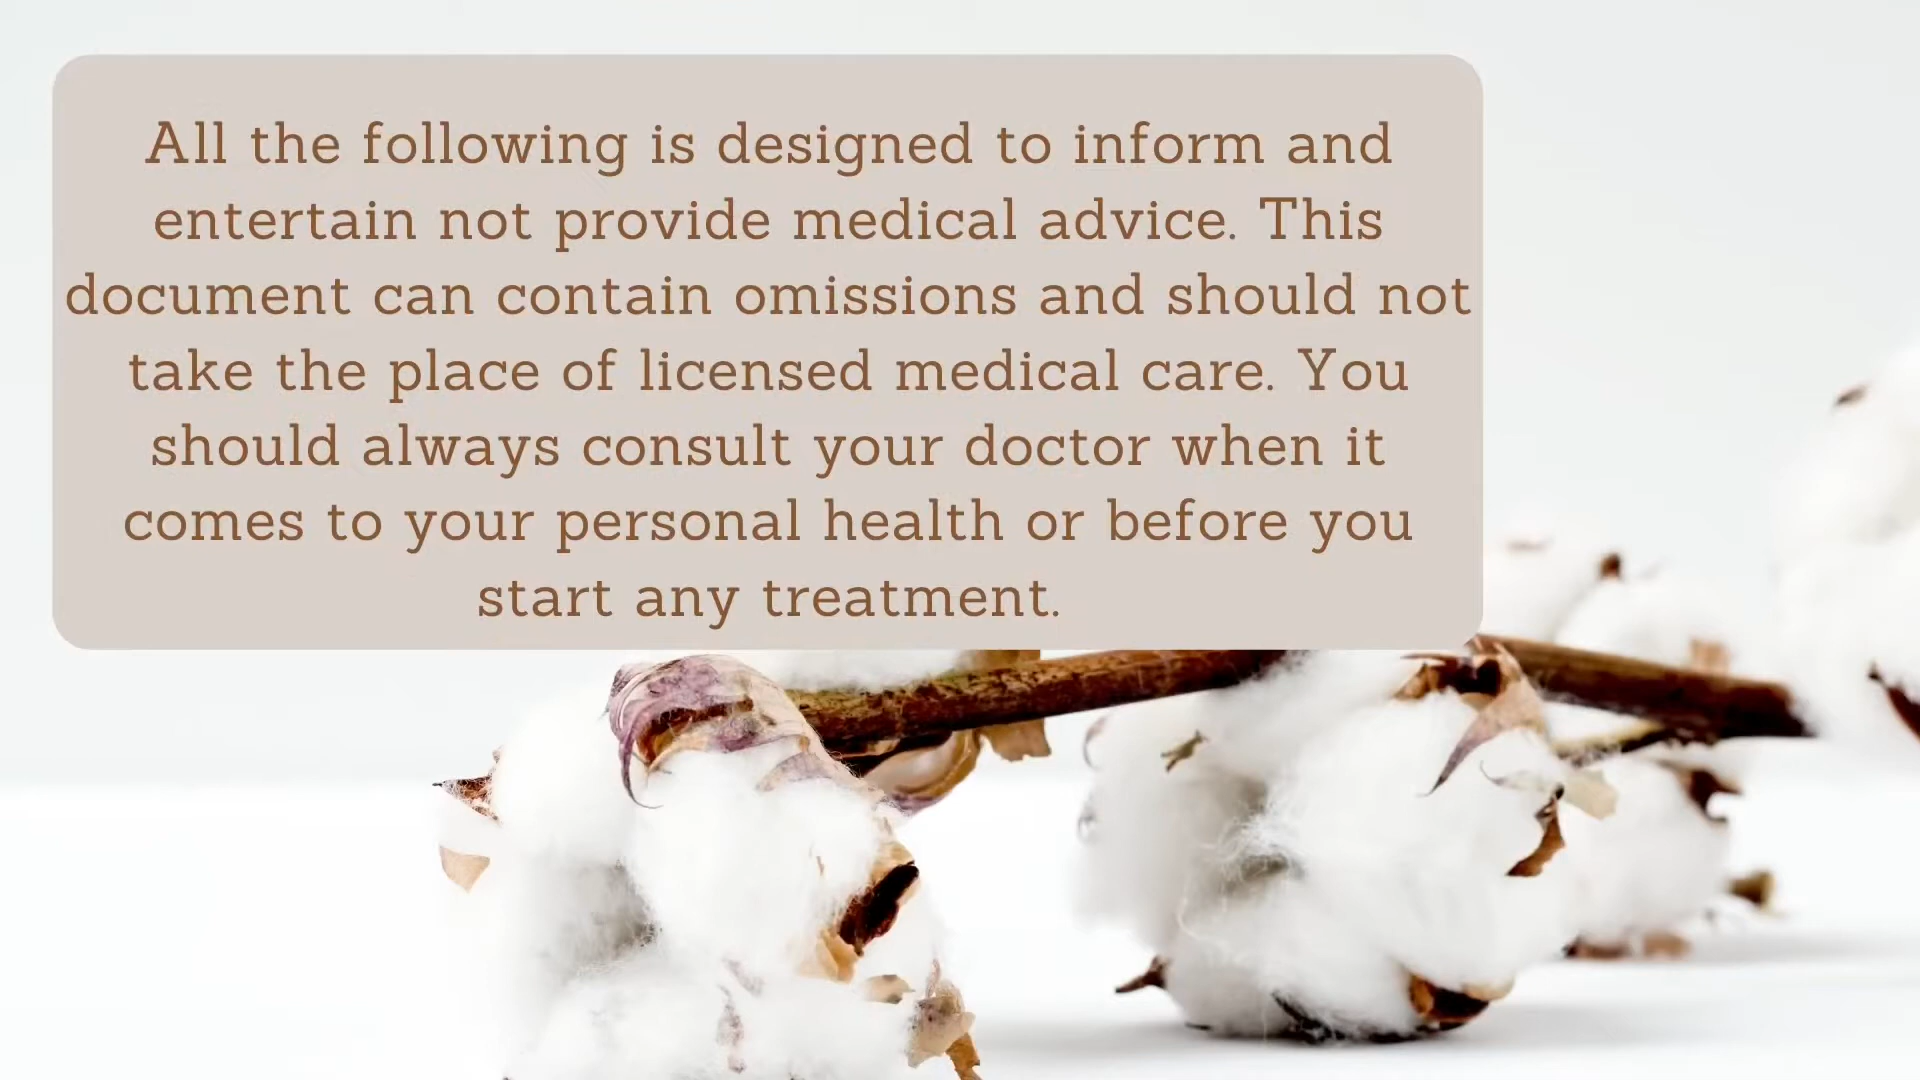 All the following is designed to inform and
entertain not provide medical advice. This
document can contain omissions and should not
take the place of licensed medical care. You
should always consult your doctor when it
comes to your personal health or before you
start any treatment.